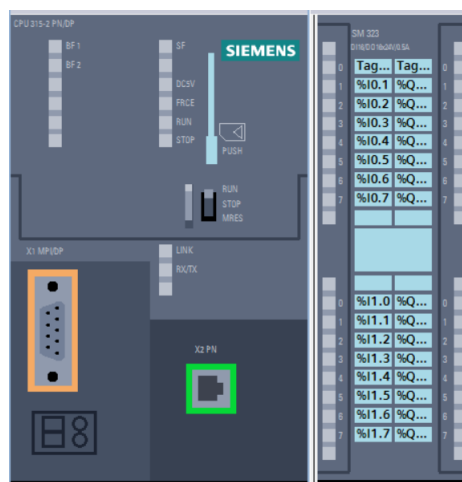 CPU 315-2 PN/DP
BF 1
BF 2
SF
DC5V
FRCE
RUN
STOP
SIEMENS
PUSH
RUN
STOP
MRES
X1 MPI/DP
LINK
RX/TX
X2 PN
SM 323
DI16/DO16x24V/0.5A
0 Tag... Tag... 0
1 %I0.1 %Q... 1
2 %I0.2 %Q... 2
3 %I0.3 %Q... 3
4 %I0.4 %Q... 4
5 %I0.5 %Q... 5
6 %I0.6 %Q... 6
7 %I0.7 %Q... 7
0 %I1.0 %Q... 0
1 %I1.1 %Q... 1
2 %I1.2 %Q... 2
3 %I1.3 %Q... 3
4 %I1.4 %Q... 4
5 %I1.5 %Q... 5
6 %I1.6 %Q... 6
7 %I1.7 %Q... 7